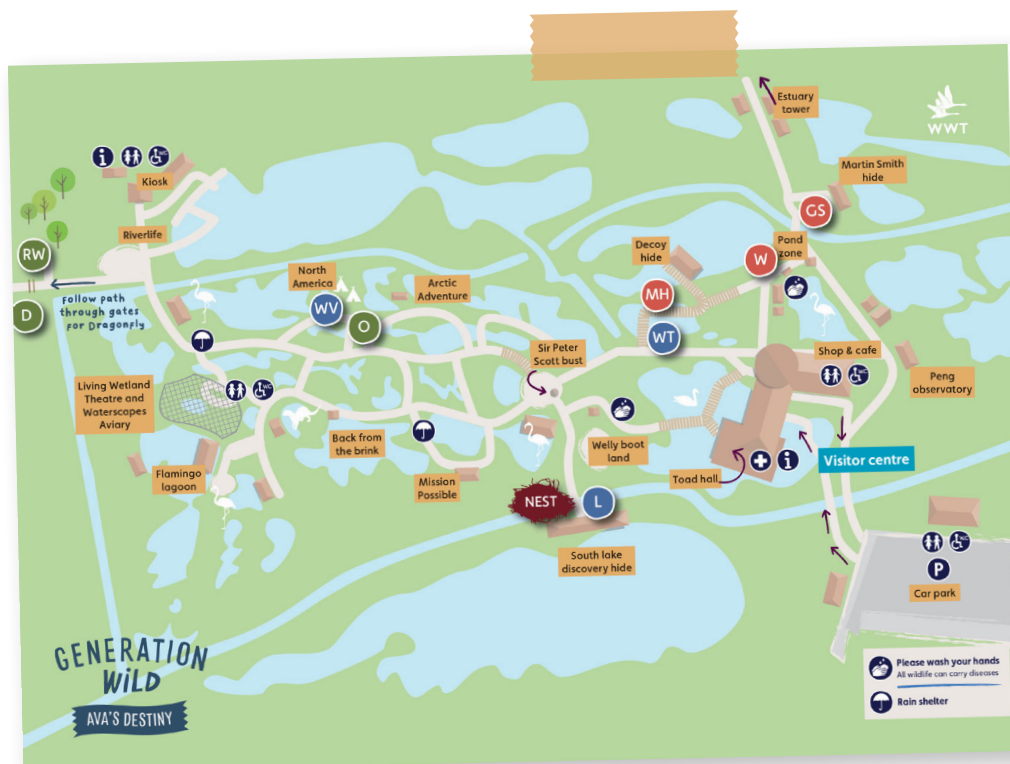 Estuary
tower
WWT
Martin Smith
hide
i
WC
Kiosk
GS
Riverlife
RW
Pond
zone
Decoy
hide
W
North
America
Arctic
Adventure
MH
Follow path
through gates
for Dragonfly
D
WV
O
WT
Sir Peter
Scott bust
Shop & cafe
WC
Peng
observatory
Living Wetland
Theatre and
Waterscapes
Aviary
WC
Back from
the brink
Welly boot
land
Visitor centre
i
Flamingo
lagoon
Mission
Possible
Toad hall
NEST
L
South lake
discovery hide
WC
P
Car park
GENERATION
WiLD
AVA'S DESTINY
Please wash your hands
All wildlife can carry diseases
Rain shelter